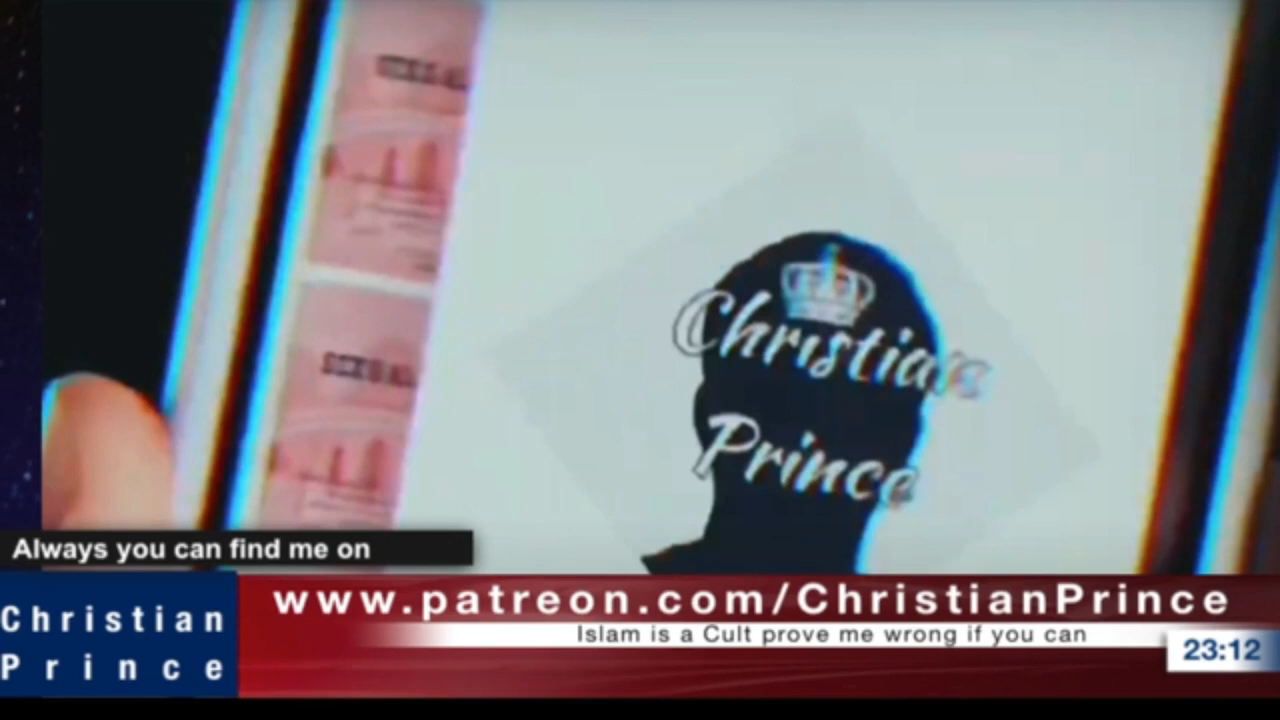 Christian
Prince
Always you can find me on
Christian
Prince
www.patreon.com/ChristianPrince
Islam is a Cult prove me wrong if you can
23:12